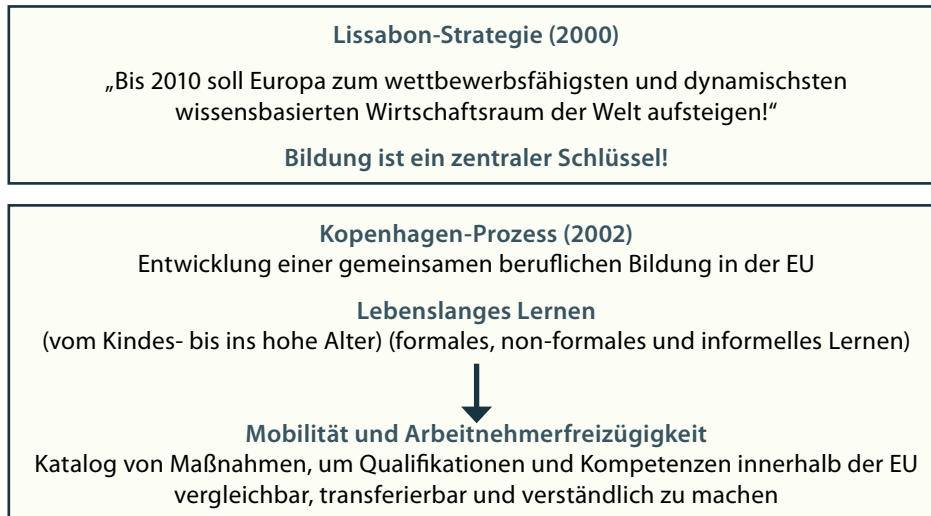 Lissabon-Strategie (2000)
„Bis 2010 soll Europa zum wettbewerbsfähigsten und dynamischsten
wissensbasierten Wirtschaftsraum der Welt aufsteigen!“
Bildung ist ein zentraler Schlüssel!
Kopenhagen-Prozess (2002)
Entwicklung einer gemeinsamen beruflichen Bildung in der EU
Lebenslanges Lernen
(vom Kindes- bis ins hohe Alter) (formales, non-formales und informelles Lernen)
Mobilität und Arbeitnehmerfreizügigkeit
Katalog von Maßnahmen, um Qualifikationen und Kompetenzen innerhalb der EU
vergleichbar, transferierbar und verständlich zu machen